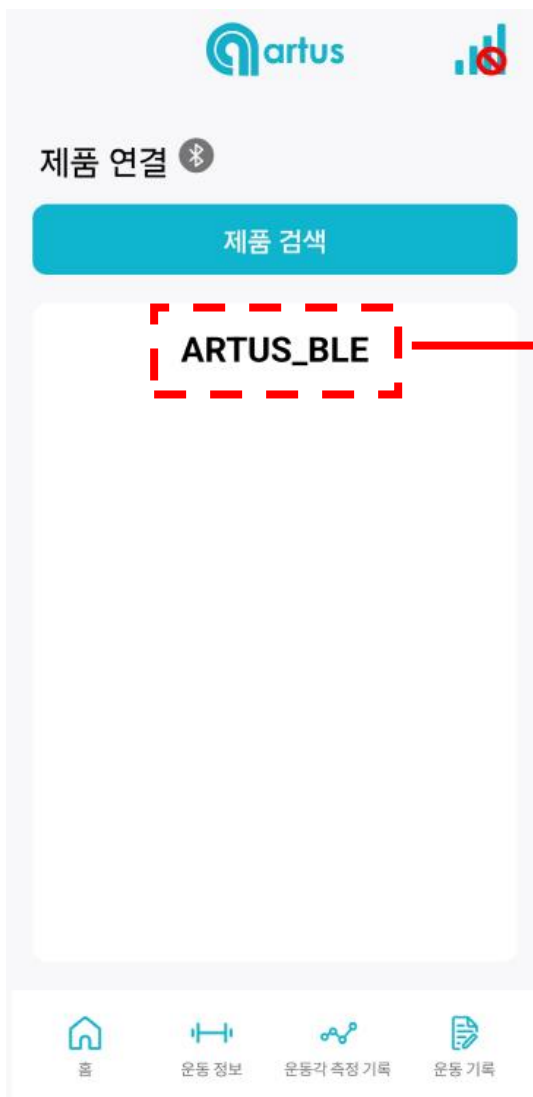 artus
제품 연결
제품 검색
ARTUS_BLE
홈
운동 정보
운동각 측정 기록
운동 기록